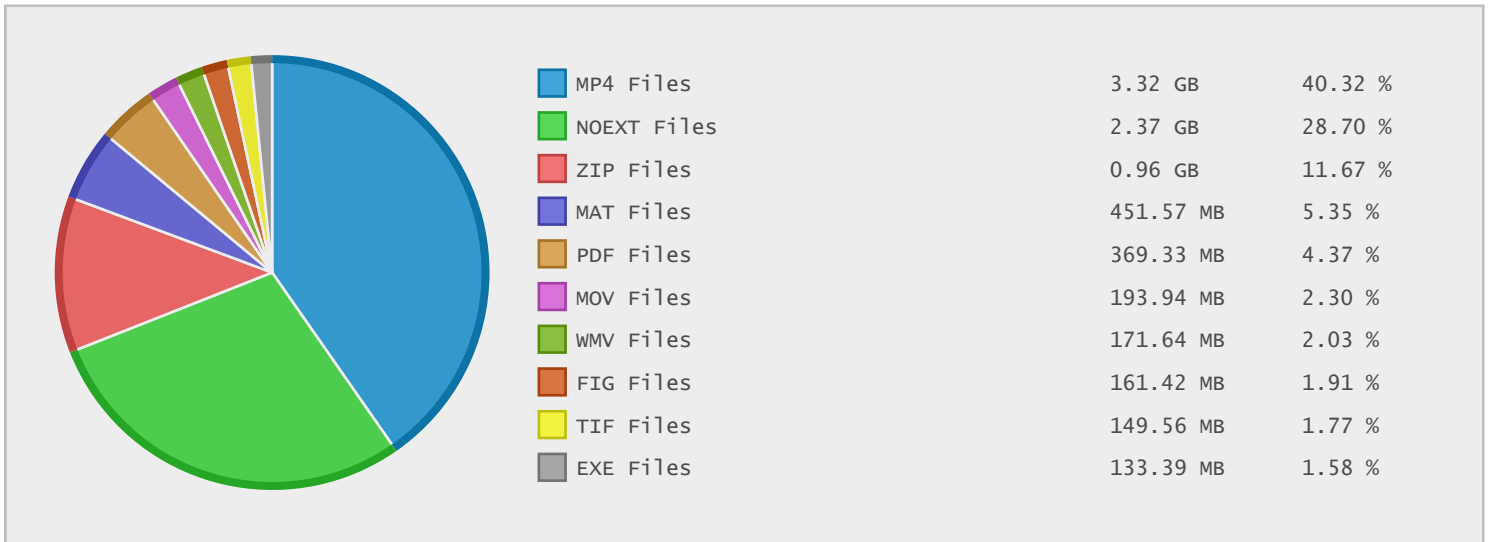 MP4 Files 3.32 GB 40.32 %
NOEXT Files 2.37 GB 28.70 %
ZIP Files 0.96 GB 11.67 %
MAT Files 451.57 MB 5.35 %
PDF Files 369.33 MB 4.37 %
MOV Files 193.94 MB 2.30 %
WMV Files 171.64 MB 2.03 %
FIG Files 161.42 MB 1.91 %
TIF Files 149.56 MB 1.77 %
EXE Files 133.39 MB 1.58 %